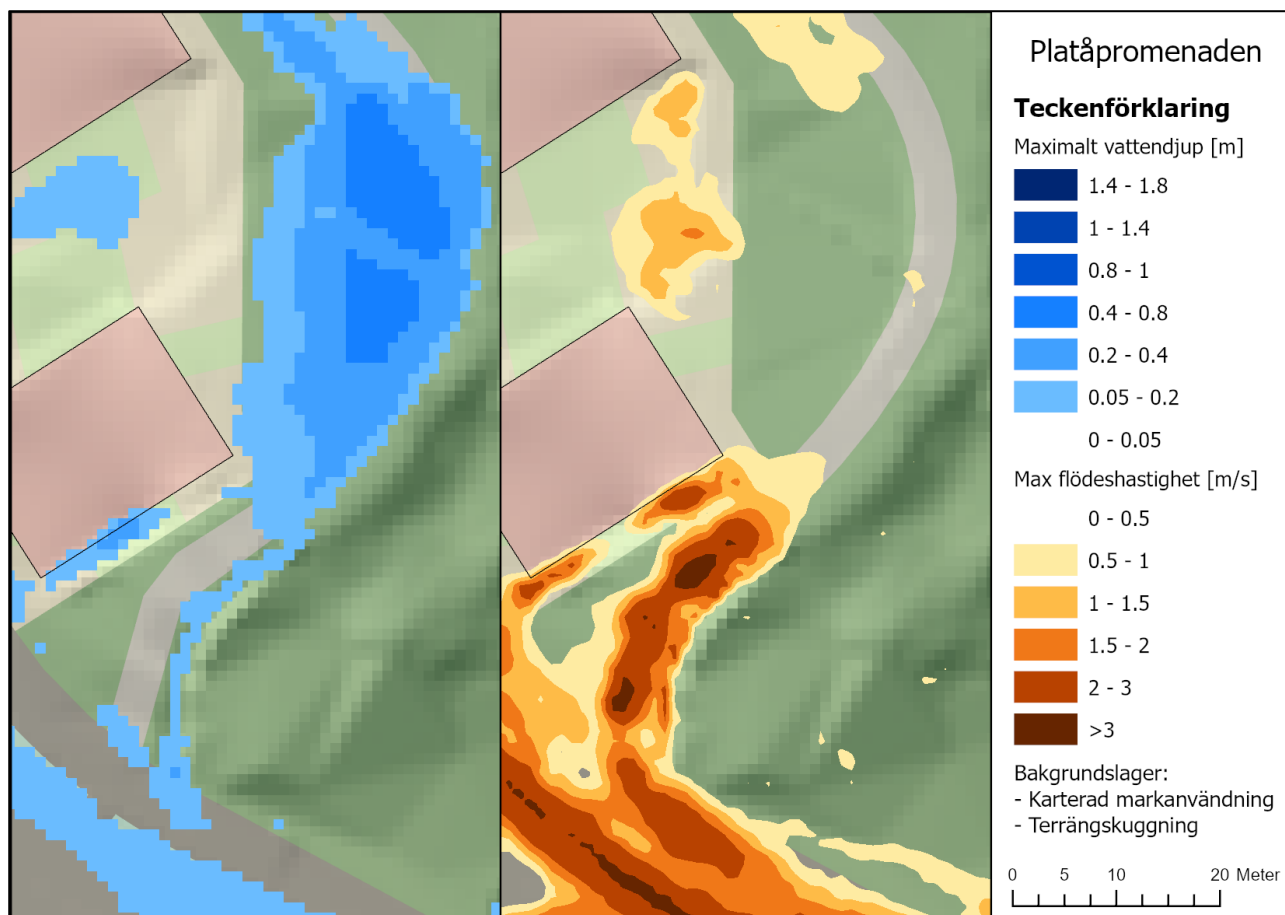 Platåpromenaden
Teckenförklaring
Maximalt vattendjup [m]
1.4 - 1.8
1 - 1.4
0.8 - 1
0.4 - 0.8
0.2 - 0.4
0.05 - 0.2
0 - 0.05
Max flödeshastighet [m/s]
0 - 0.5
0.5 - 1
1 - 1.5
1.5 - 2
2 - 3
>3
Bakgrundslager:
- Karterad markanvändning
- Terrängskuggning
0 5 10 20 Meter